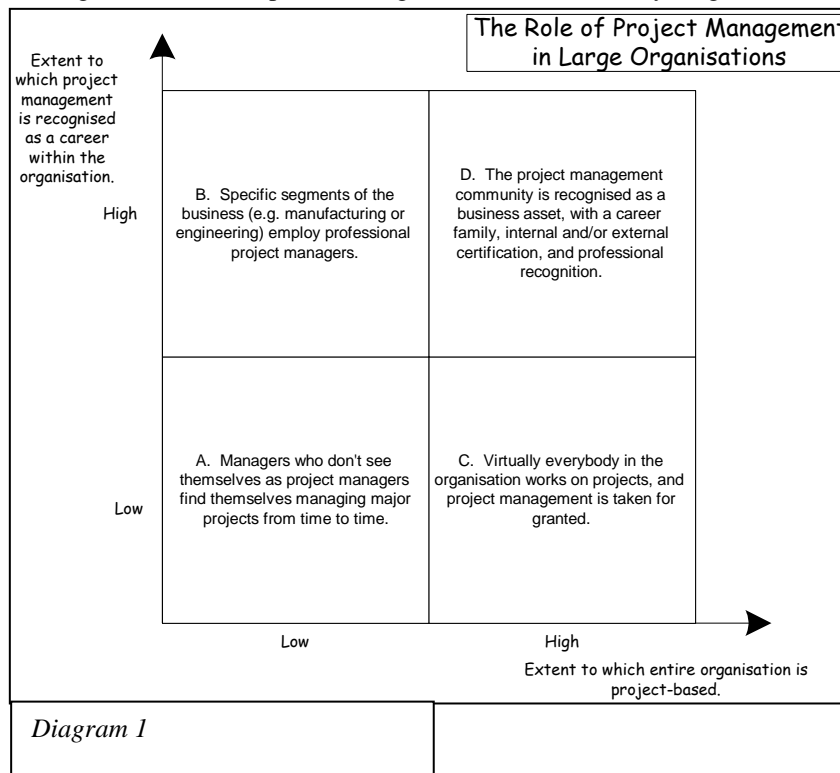 The Role of Project Management
in Large Organisations
Extent to
which project
management
is recognised
as a career
within the
organisation.
High
B. Specific segments of the
business (e.g. manufacturing or
engineering) employ professional
project managers.
D. The project management
community is recognised as a
business asset, with a career
family, internal and/or external
certification, and professional
recognition.
Low
A. Managers who don't see
themselves as project managers
find themselves managing major
projects from time to time.
C. Virtually everybody in the
organisation works on projects, and
project management is taken for
granted.
Low
High
Extent to which entire organisation is
project-based.
Diagram 1